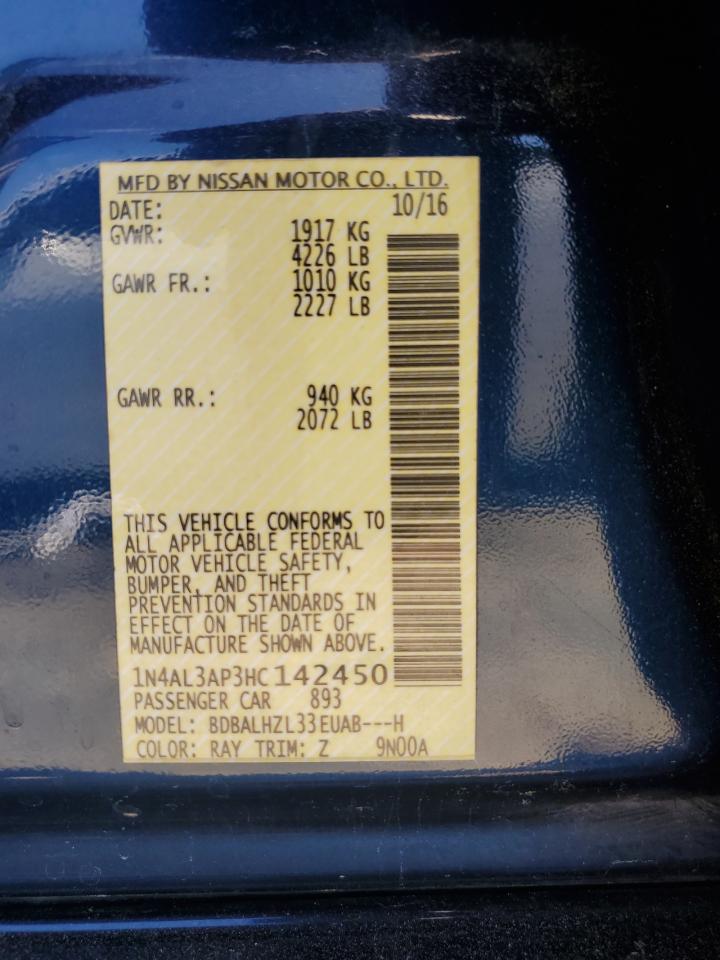 MFD BY NISSAN MOTOR CO., LTD.
DATE: 10/16
GVWR: 1917 KG
4226 LB
GAWR FR.: 1010 KG
2227 LB
GAWR RR.: 940 KG
2072 LB
THIS VEHICLE CONFORMS TO
ALL APPLICABLE FEDERAL
MOTOR VEHICLE SAFETY,
BUMPER, AND THEFT
PREVENTION STANDARDS IN
EFFECT ON THE DATE OF
MANUFACTURE SHOWN ABOVE.
1N4AL3AP3HC142450
PASSENGER CAR 893
MODEL: BDBALHZL33EUAB---H
COLOR: RAY TRIM: Z 9N00A